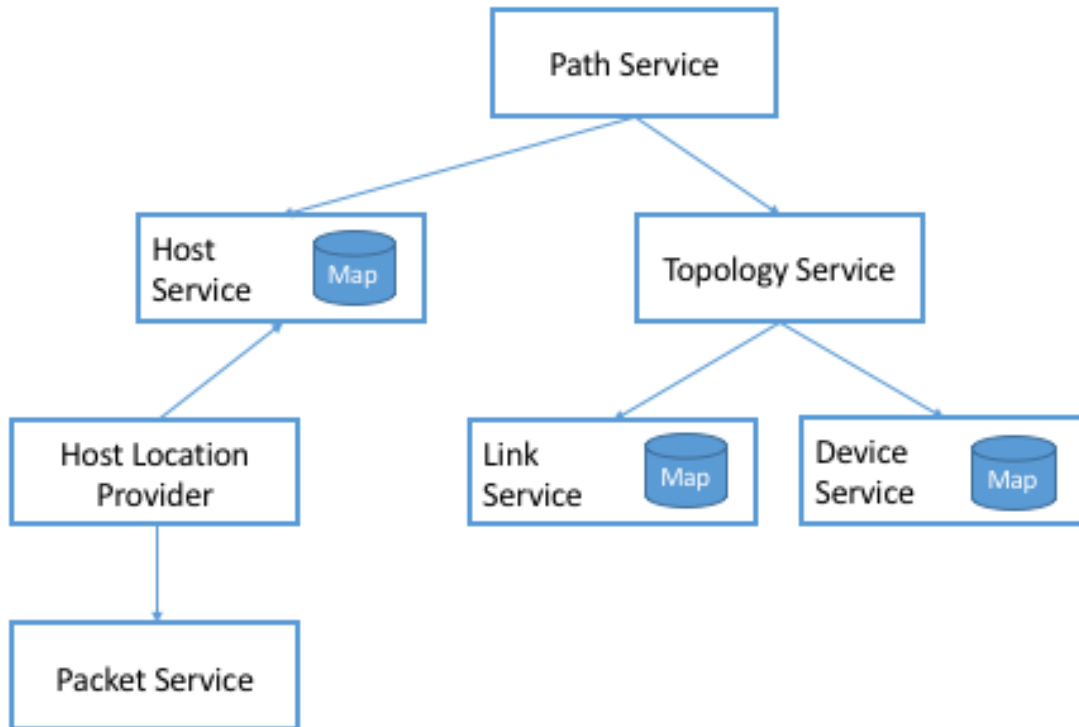 Path Service
Host
Service
Map
Topology Service
Host Location
Provider
Link
Service
Map
Device
Service
Map
Packet Service